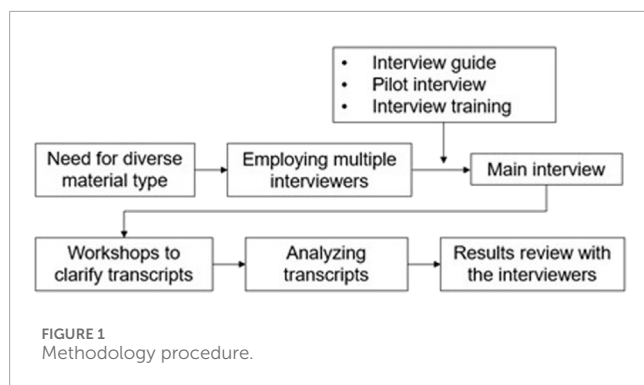 • Interview guide
• Pilot interview
• Interview training
Need for diverse
material type
Employing multiple
interviewers
Main interview
Workshops to
clarify transcripts
Analyzing
transcripts
Results review with
the interviewers
FIGURE 1
Methodology procedure.